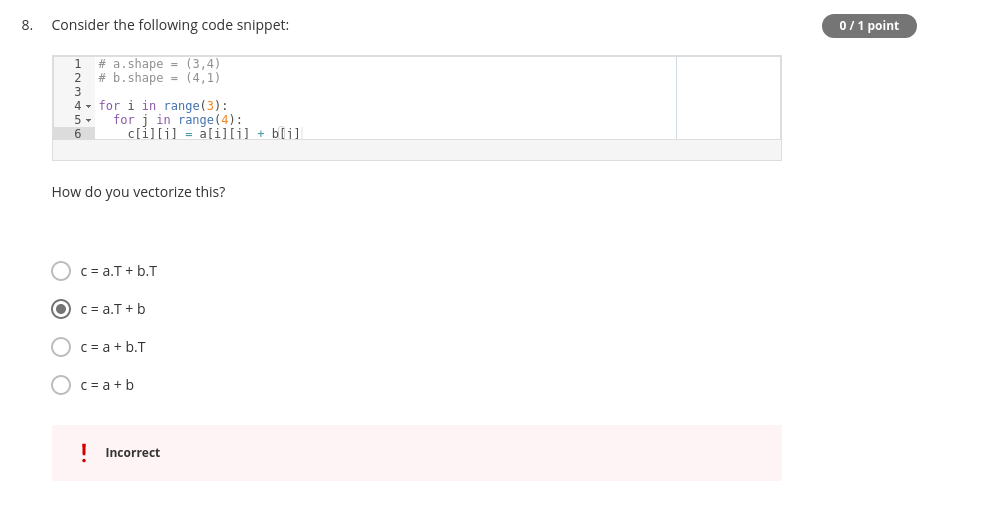 8. Consider the following code snippet:
0 / 1 point
1 # a.shape = (3,4)
2 # b.shape = (4,1)
3
4 for i in range(3):
5 for j in range(4):
6 c[i][j] = a[i][j] + b[j]
How do you vectorize this?
c = a.T + b.T
c = a.T + b
c = a + b.T
c = a + b
! Incorrect